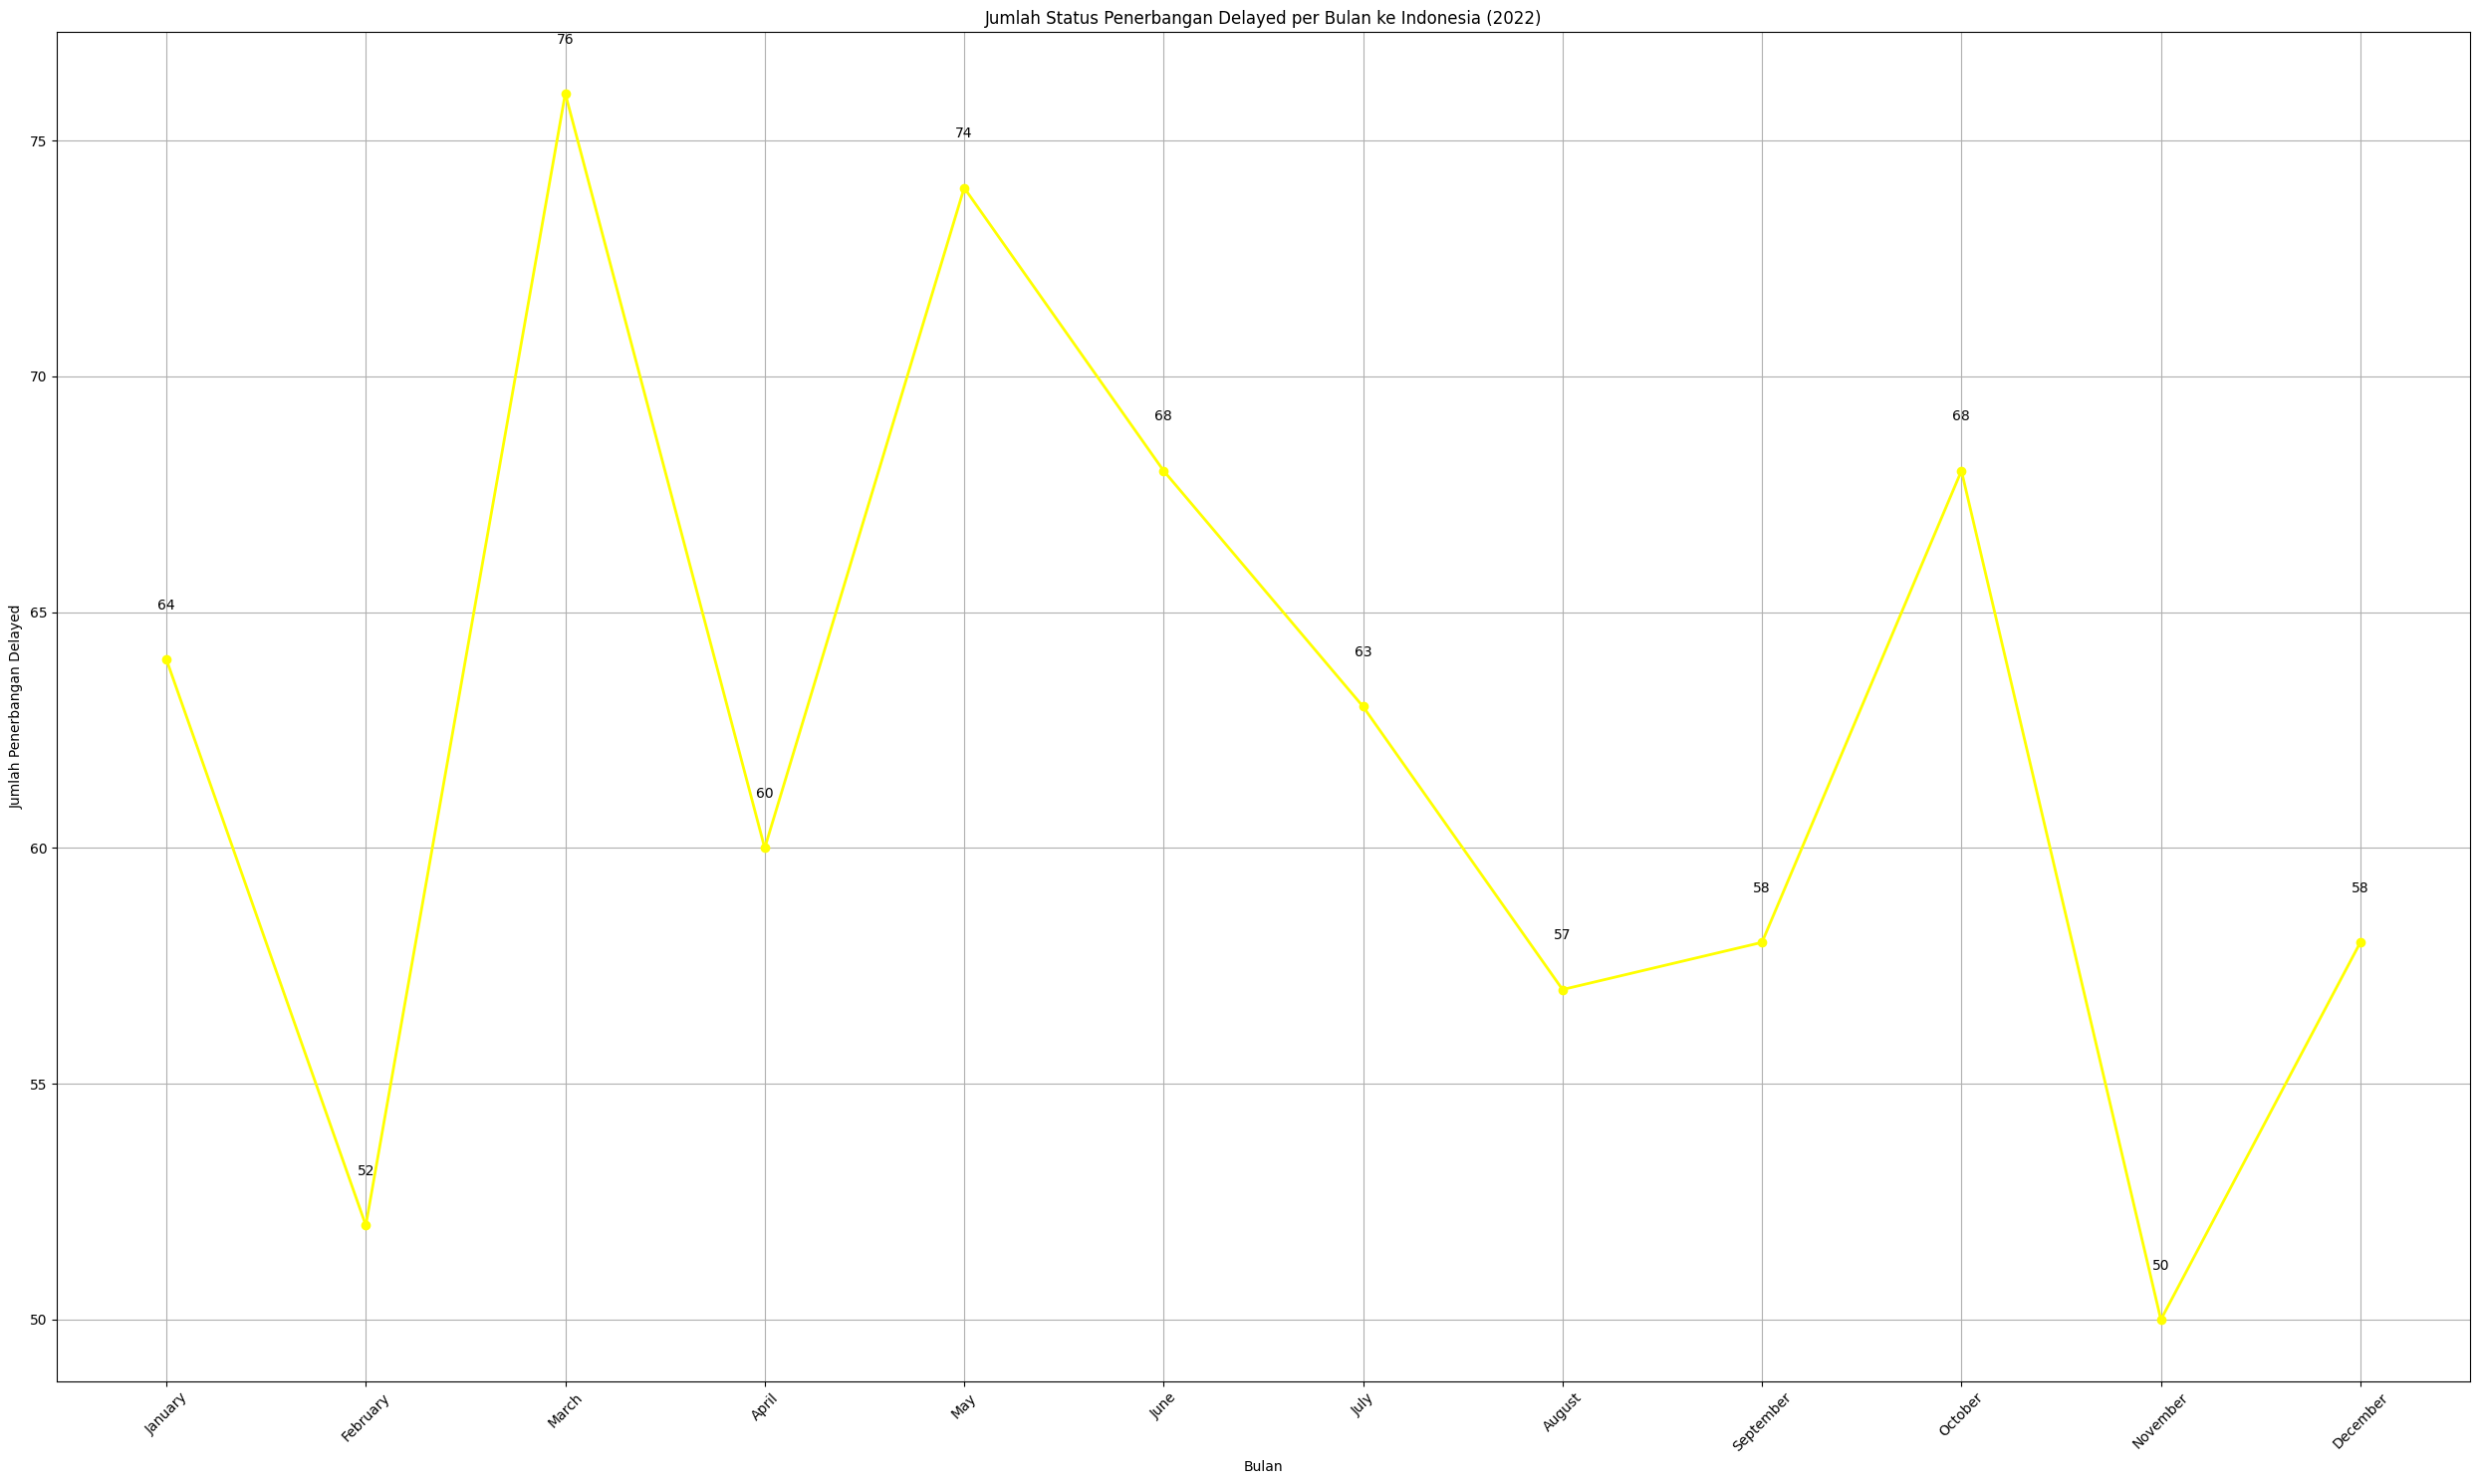 Jumlah Status Penerbangan Delayed per Bulan ke Indonesia (2022)
Jumlah Penerbangan Delayed
75
70
65
60
55
50
64
52
76
60
74
68
63
57
58
68
50
58
January
February
March
April
May
June
July
August
September
October
November
December
Bulan